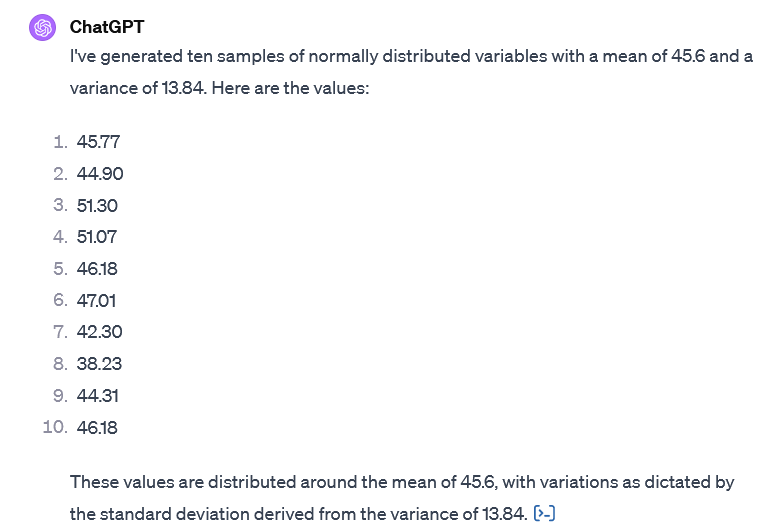 ChatGPT
I've generated ten samples of normally distributed variables with a mean of 45.6 and a
variance of 13.84. Here are the values:
1. 45.77
2. 44.90
3. 51.30
4. 51.07
5. 46.18
6. 47.01
7. 42.30
8. 38.23
9. 44.31
10. 46.18
These values are distributed around the mean of 45.6, with variations as dictated by
the standard deviation derived from the variance of 13.84. [>-]